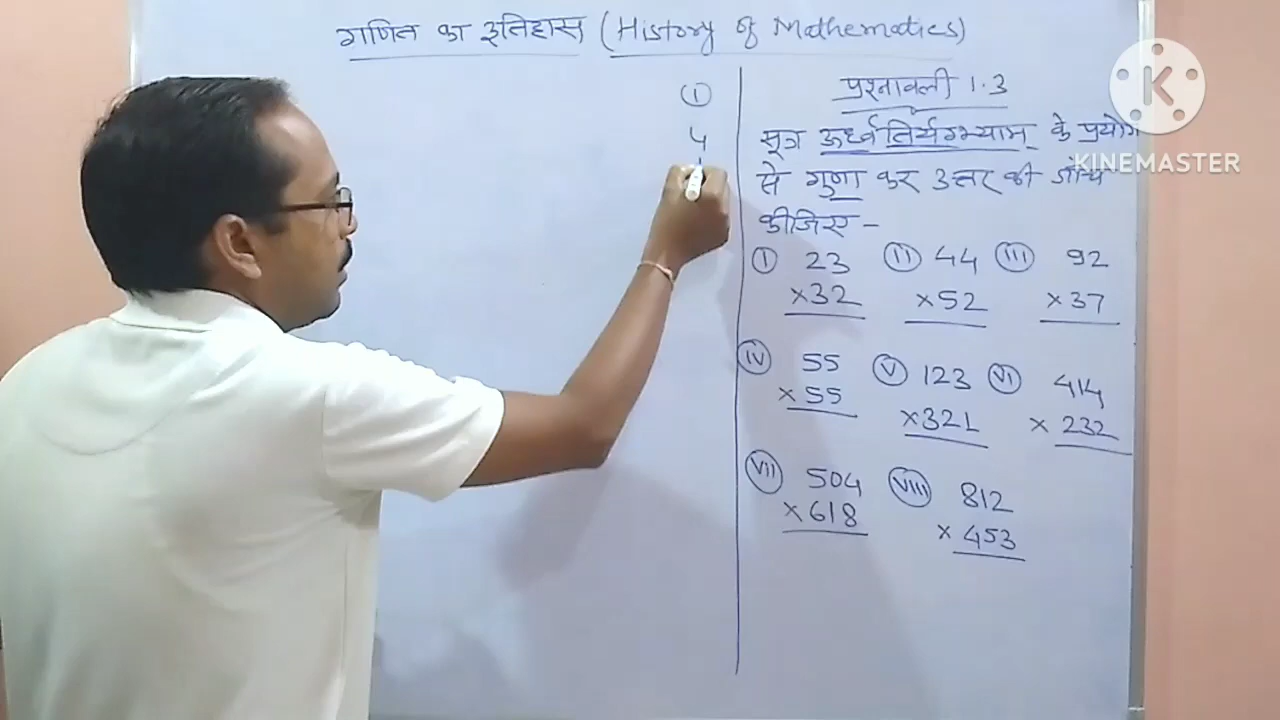 गणित का इतिहास (History of Mathematics)
①
4
प्रश्नावली 1.3
सूत्र ऊर्ध्वतिर्यग्भ्याम् के प्रयोग
से गुणा कर उत्तर की जाँच
कीजिए -
Ⓘ 23 ⅠⅠ 44 ⅠⅠⅠ 92
×32 ×52 ×37
IV 55 V 123 VI 414
×55 ×321 ×232
VII 504 VIII 812
×618 ×453
K
KINEMASTER